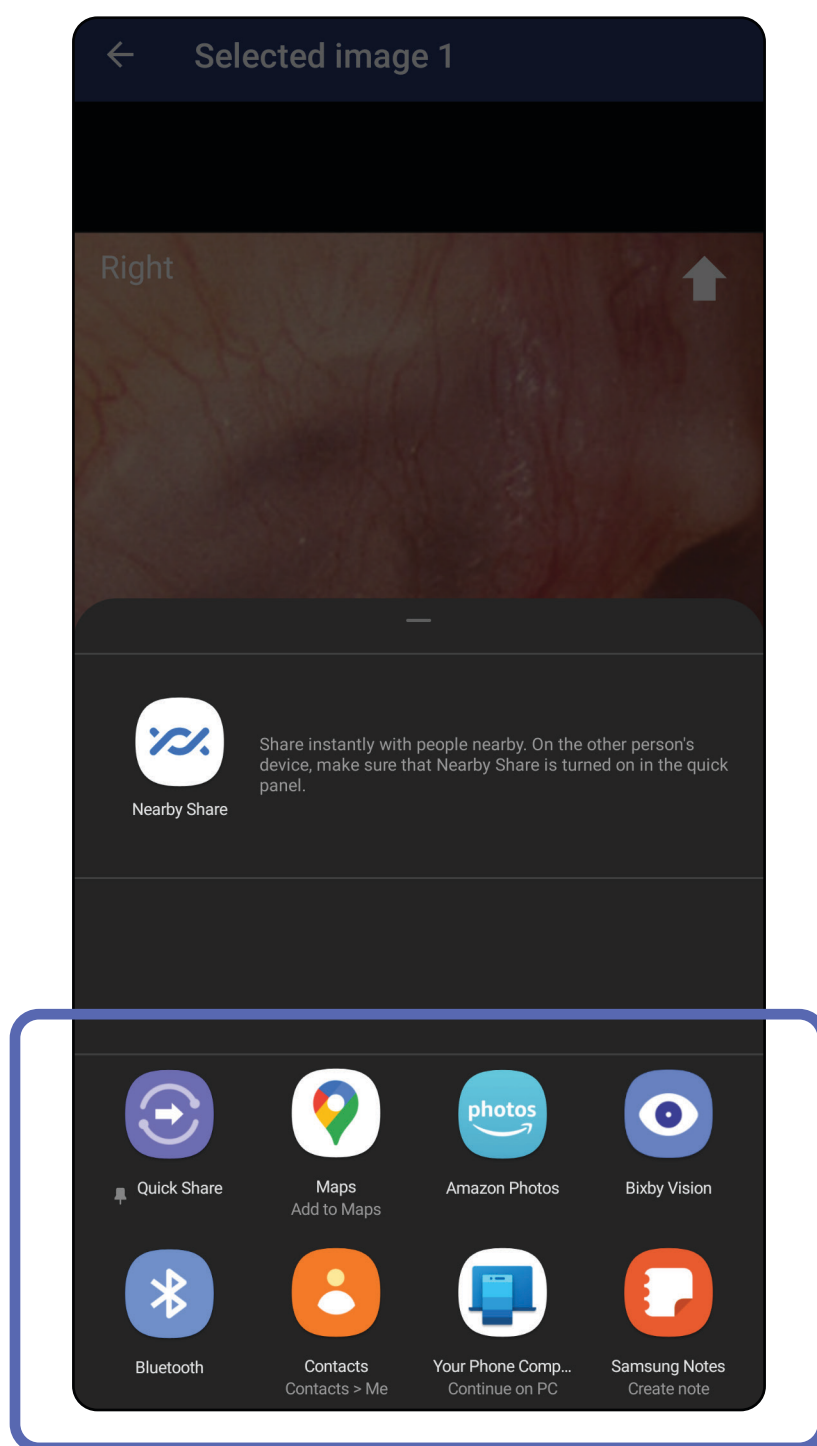 Selected image 1
Right
Share instantly with people nearby. On the other person's
device, make sure that Nearby Share is turned on in the quick
panel.
Nearby Share
photos
Quick Share
Maps
Amazon Photos
Bixby Vision
Add to Maps
Bluetooth
Contacts
Your Phone Comp...
Samsung Notes
Contacts > Me
Continue on PC
Create note